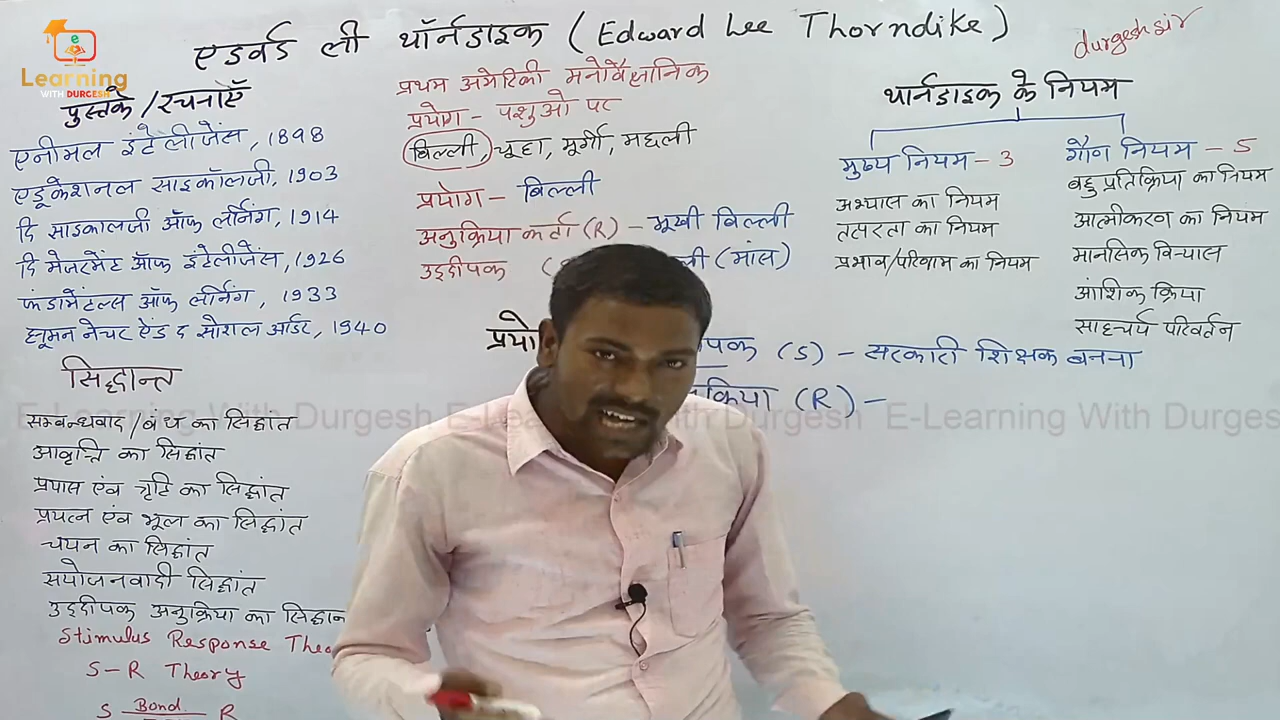 एडवर्ड ली थॉर्नडाइक (Edward Lee Thorndike)
durgesh sir
e
Learning
WITH DURGESH
पुस्तकें/रचनाएँ
एनीमल इंटेलीजेंस, 1898
एडूकेशनल साइकॉलजी, 1903
दि साइकालजी ऑफ लर्निंग, 1914
दि मेजरमेंट ऑफ इंटेलीजेंस, 1926
फंडामेंटल्स ऑफ लर्निंग, 1933
ह्यूमन नेचर ऐंड द सोशल आर्डर, 1940
सिद्धान्त
सम्बन्धवाद/बंध का सिद्धांत
आवृत्ति का सिद्धांत
प्रयास एंव त्रुटि का सिद्धांत
प्रयत्न एंव भूल का सिद्धांत
चयन का सिद्धांत
सयोजनवादी सिद्धांत
उद्दीपक अनुक्रिया का सिद्धान
Stimulus Response Theo
S-R Theory
S Bond R
प्रथम अमेरिकी मनोवैज्ञानिक
प्रयोग - पशुओ पर
बिल्ली, चूहा, मूर्गी, मछली
प्रयोग - बिल्ली
अनुक्रिया कर्ता (R) - भूखी बिल्ली
उद्दीपक ( ली (मांस)
प्रयो पक (S) - सरकारी शिक्षक बनना
क्रिया (R) -
थार्नडाइक के नियम
मुख्य नियम - 3
अभ्यास का नियम
तत्परता का नियम
प्रभाव/परिणाम का नियम
गौण नियम - 5
बहु प्रतिक्रिया का नियम
आत्मीकरण का नियम
मानसिक विन्यास
आंशिक क्रिया
साहचर्य परिवर्तन
E-Learning With Durgesh E-Learning With Durgesh E-Learning With Durges